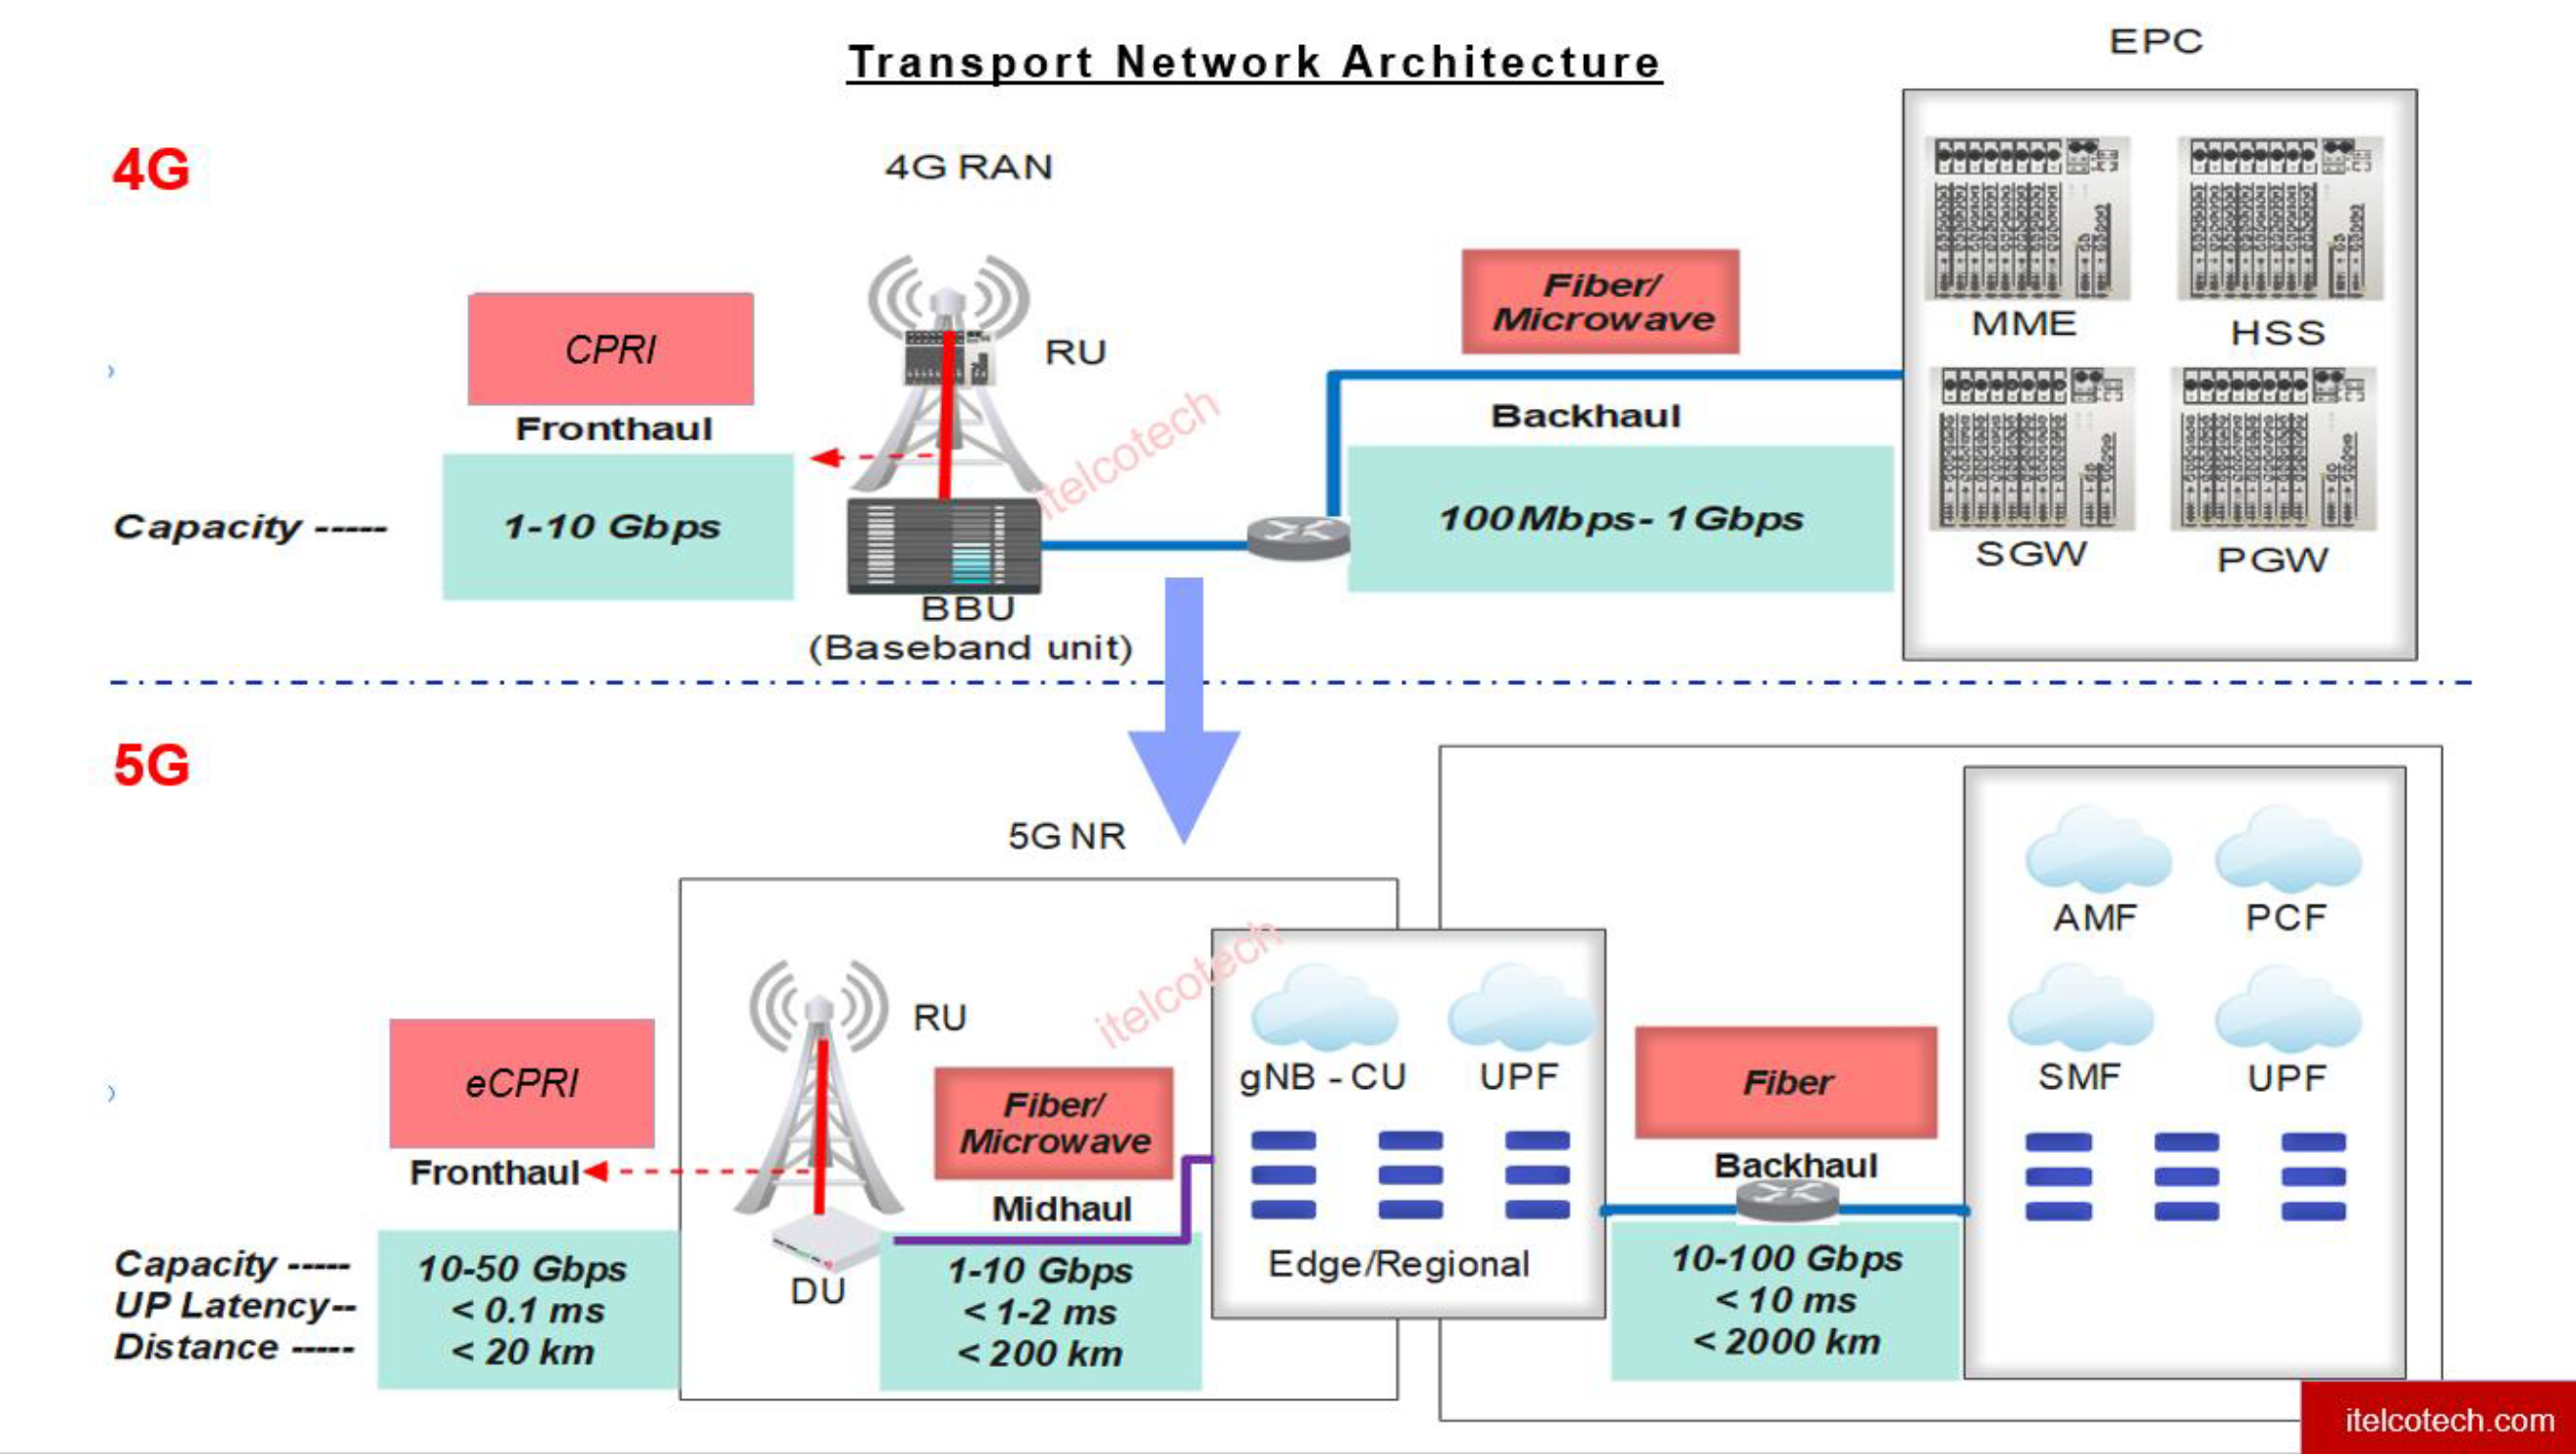 Transport Network Architecture
EPC
4G
4G RAN
CPRI
Fronthaul
Capacity -----
1-10 Gbps
RU
BBU
(Baseband unit)
itelcotech
Fiber/
Microwave
Backhaul
100Mbps- 1Gbps
MME
HSS
SGW
PGW
5G
5G NR
eCPRI
Fronthaul
Capacity -----
UP Latency--
Distance -----
10-50 Gbps
< 0.1 ms
< 20 km
RU
DU
Fiber/
Microwave
Midhaul
1-10 Gbps
< 1-2 ms
< 200 km
itelcotech
gNB - CU
UPF
Edge/Regional
Fiber
Backhaul
10-100 Gbps
< 10 ms
< 2000 km
AMF
PCF
SMF
UPF
itelcotech.com